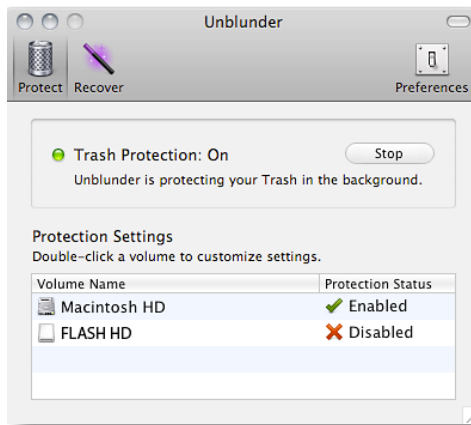 Unblunder
Protect Recover Preferences
Trash Protection: On Stop
Unblunder is protecting your Trash in the background.
Protection Settings
Double-click a volume to customize settings.
Volume Name Protection Status
Macintosh HD Enabled
FLASH HD Disabled